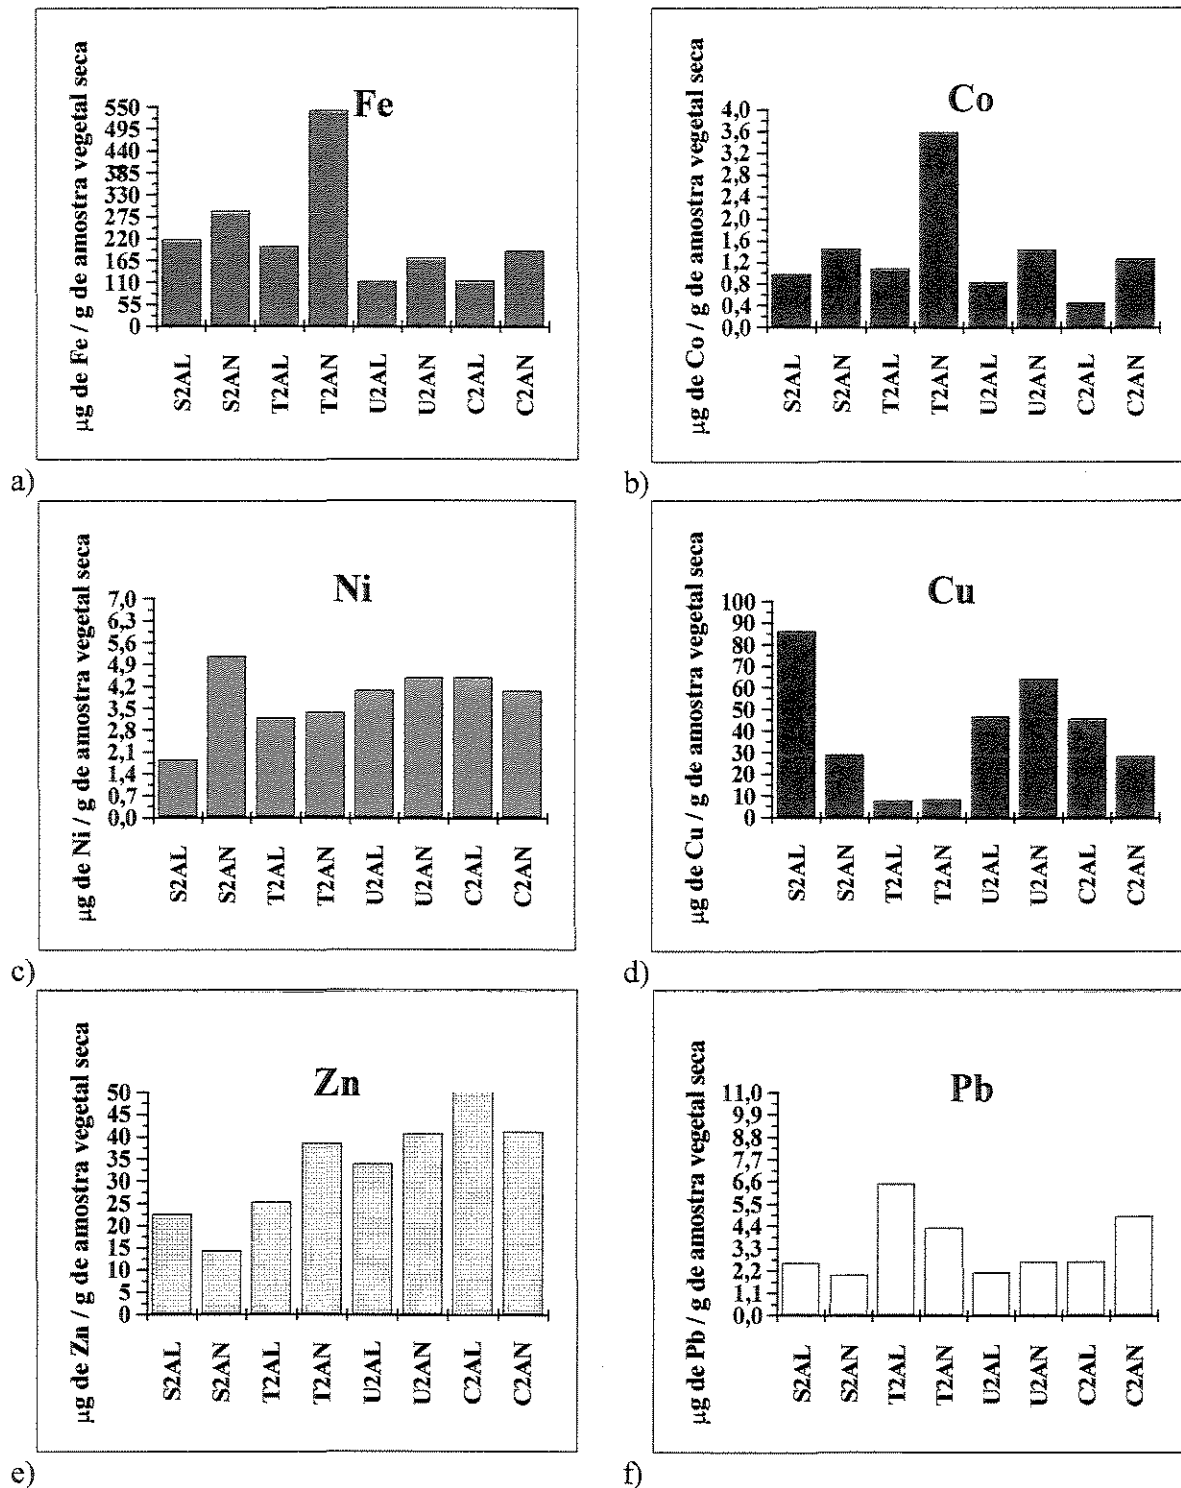 Fe
µg de Fe / g de amostra vegetal seca
550
495
440
385
330
275
220
165
110
55
0
S2AL
S2AN
T2AL
T2AN
U2AL
U2AN
C2AL
C2AN
a)
Co
µg de Co / g de amostra vegetal seca
4,0
3,6
3,2
2,8
2,4
2,0
1,6
1,2
0,8
0,4
0,0
S2AL
S2AN
T2AL
T2AN
U2AL
U2AN
C2AL
C2AN
b)
Ni
µg de Ni / g de amostra vegetal seca
7,0
6,3
5,6
4,9
4,2
3,5
2,8
2,1
1,4
0,7
0,0
S2AL
S2AN
T2AL
T2AN
U2AL
U2AN
C2AL
C2AN
c)
Cu
µg de Cu / g de amostra vegetal seca
100
90
80
70
60
50
40
30
20
10
0
S2AL
S2AN
T2AL
T2AN
U2AL
U2AN
C2AL
C2AN
d)
Zn
µg de Zn / g de amostra vegetal seca
50
45
40
35
30
25
20
15
10
5
0
S2AL
S2AN
T2AL
T2AN
U2AL
U2AN
C2AL
C2AN
e)
Pb
µg de Pb / g de amostra vegetal seca
11,0
9,9
8,8
7,7
6,6
5,5
4,4
3,3
2,2
1,1
0,0
S2AL
S2AN
T2AL
T2AN
U2AL
U2AN
C2AL
C2AN
f)